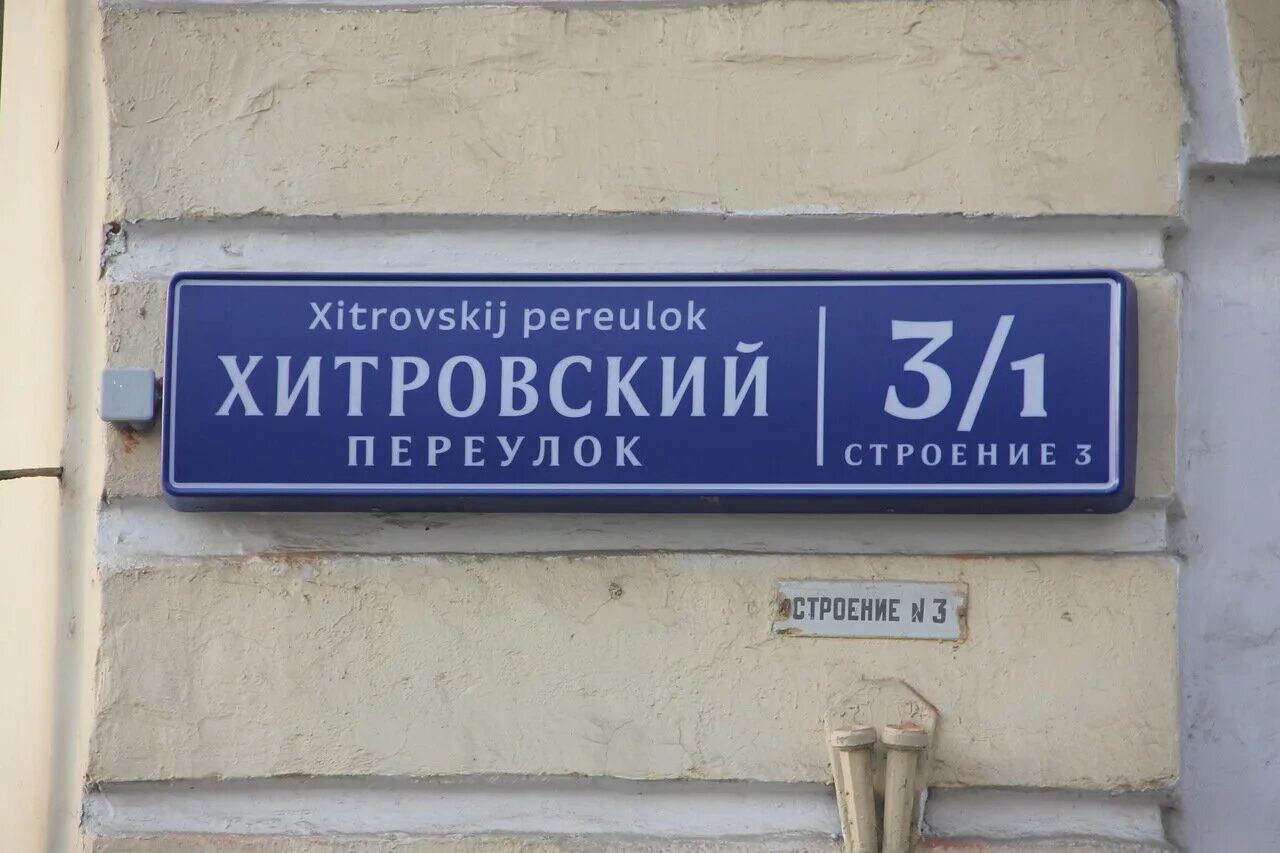 Xitrovskij pereulok
ХИТРОВСКИЙ
ПЕРЕУЛОК
3/1
СТРОЕНИЕ 3
СТРОЕНИЕ N 3